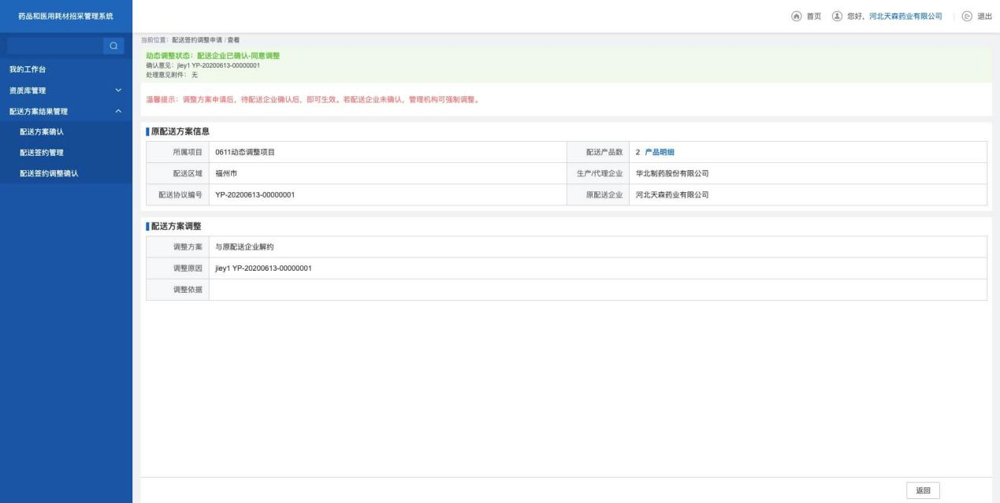 药品和医用耗材招采管理系统
首页 您好，河北天森药业有限公司 退出
我的工作台
资质库管理
配送方案结果管理
配送方案确认
配送签约管理
配送签约调整确认
当前位置：配送签约调整申请 / 查看
动态调整状态：配送企业已确认-同意调整
确认意见：jiey1 YP-20200613-00000001
处理意见附件：无
温馨提示：调整方案申请后，待配送企业确认后，即可生效。若配送企业未确认，管理机构可强制调整。
原配送方案信息
所属项目 0611动态调整项目 配送产品数 2 产品明细
配送区域 福州市 生产/代理企业 华北制药股份有限公司
配送协议编号 YP-20200613-00000001 原配送企业 河北天森药业有限公司
配送方案调整
调整方案 与原配送企业解约
调整原因 jiey1 YP-20200613-00000001
调整依据
返回